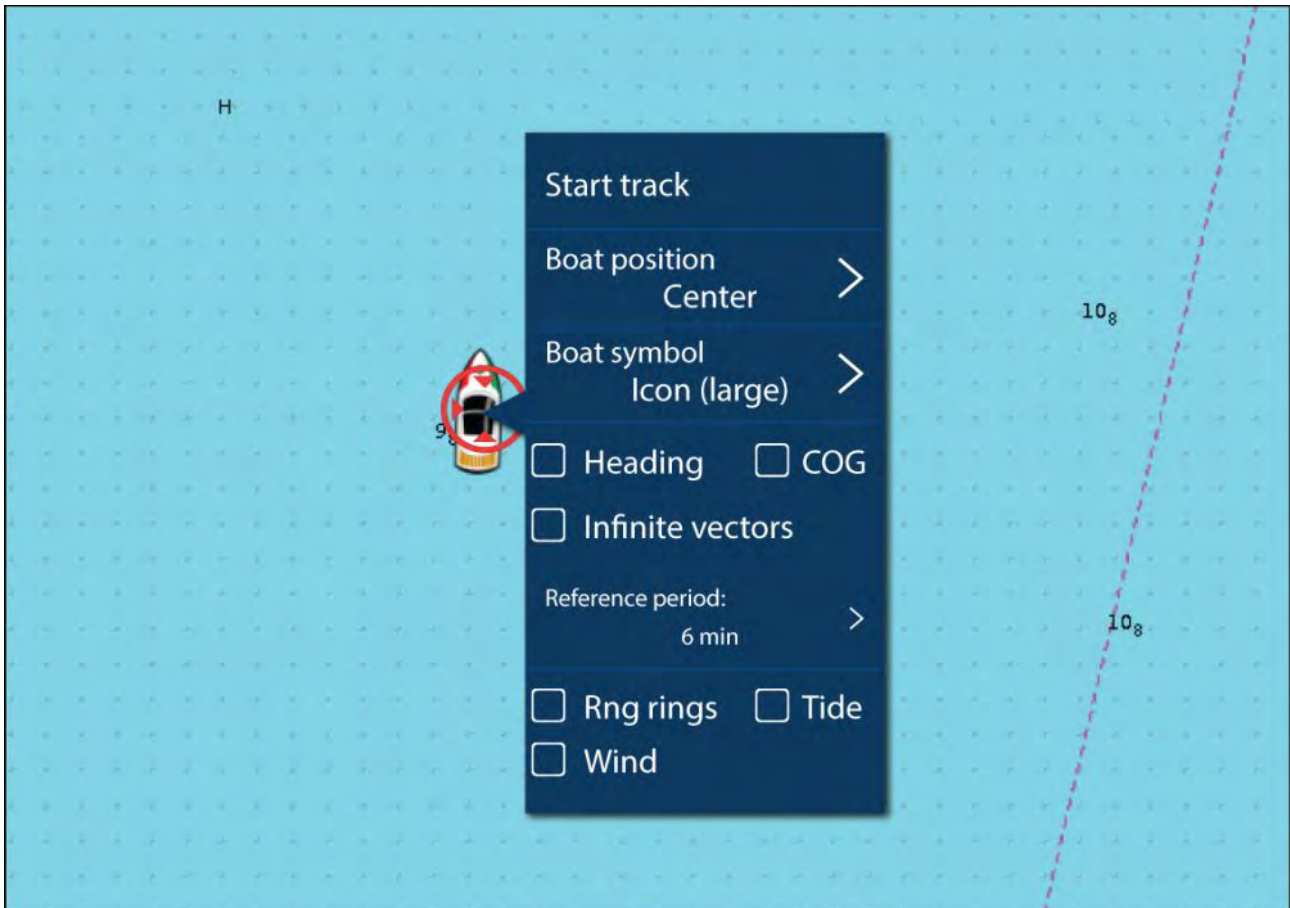 H
Start track
Boat position
Center
10₈
Boat symbol
Icon (large)
Heading COG
Infinite vectors
Reference period:
6 min
10₈
Rng rings Tide
Wind